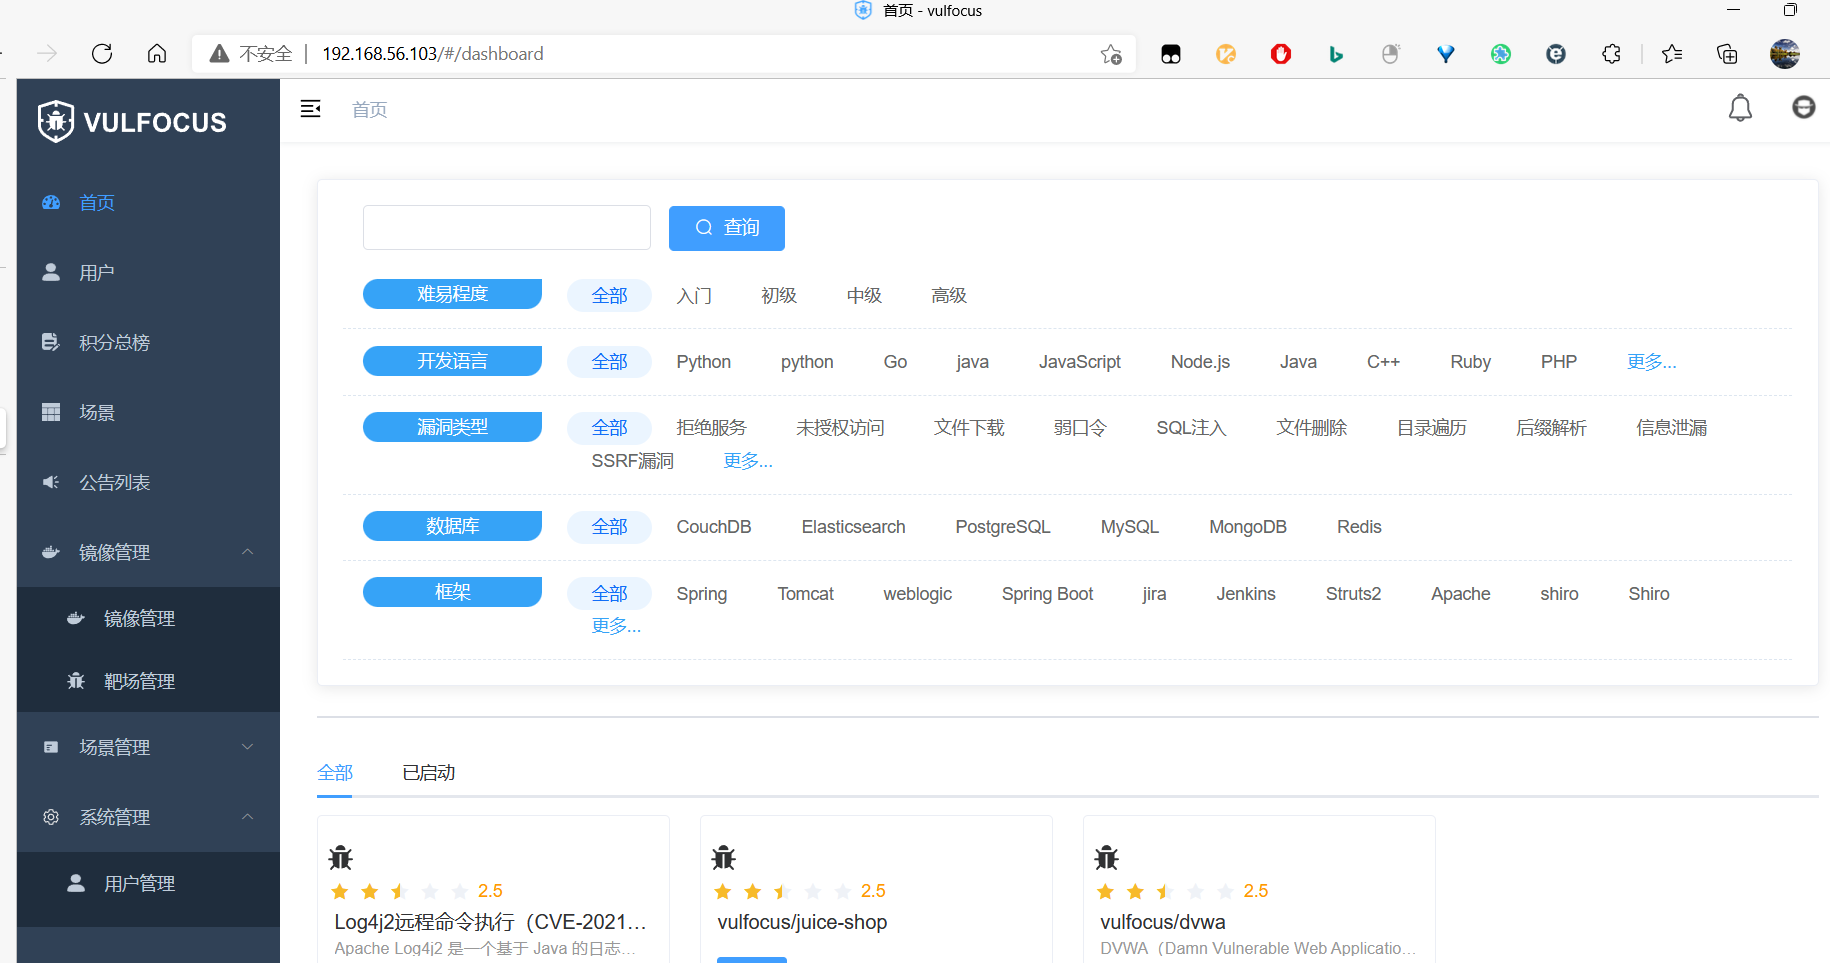 首页 - vulfocus
不安全 192.168.56.103/#/dashboard
VULFOCUS
首页
首页
用户
积分总榜
场景
公告列表
镜像管理
镜像管理
靶场管理
场景管理
系统管理
用户管理
查询
难易程度 全部 入门 初级 中级 高级
开发语言 全部 Python python Go java JavaScript Node.js Java C++ Ruby PHP 更多...
漏洞类型 全部 拒绝服务 未授权访问 文件下载 弱口令 SQL注入 文件删除 目录遍历 后缀解析 信息泄漏
SSRF漏洞 更多...
数据库 全部 CouchDB Elasticsearch PostgreSQL MySQL MongoDB Redis
框架 全部 Spring Tomcat weblogic Spring Boot jira Jenkins Struts2 Apache shiro Shiro
更多...
全部 已启动
2.5
Log4j2远程命令执行（CVE-2021...
Apache Log4j2 是一个基于 Java 的日志...
2.5
vulfocus/juice-shop
2.5
vulfocus/dvwa
DVWA（Damn Vulnerable Web Applicatio...